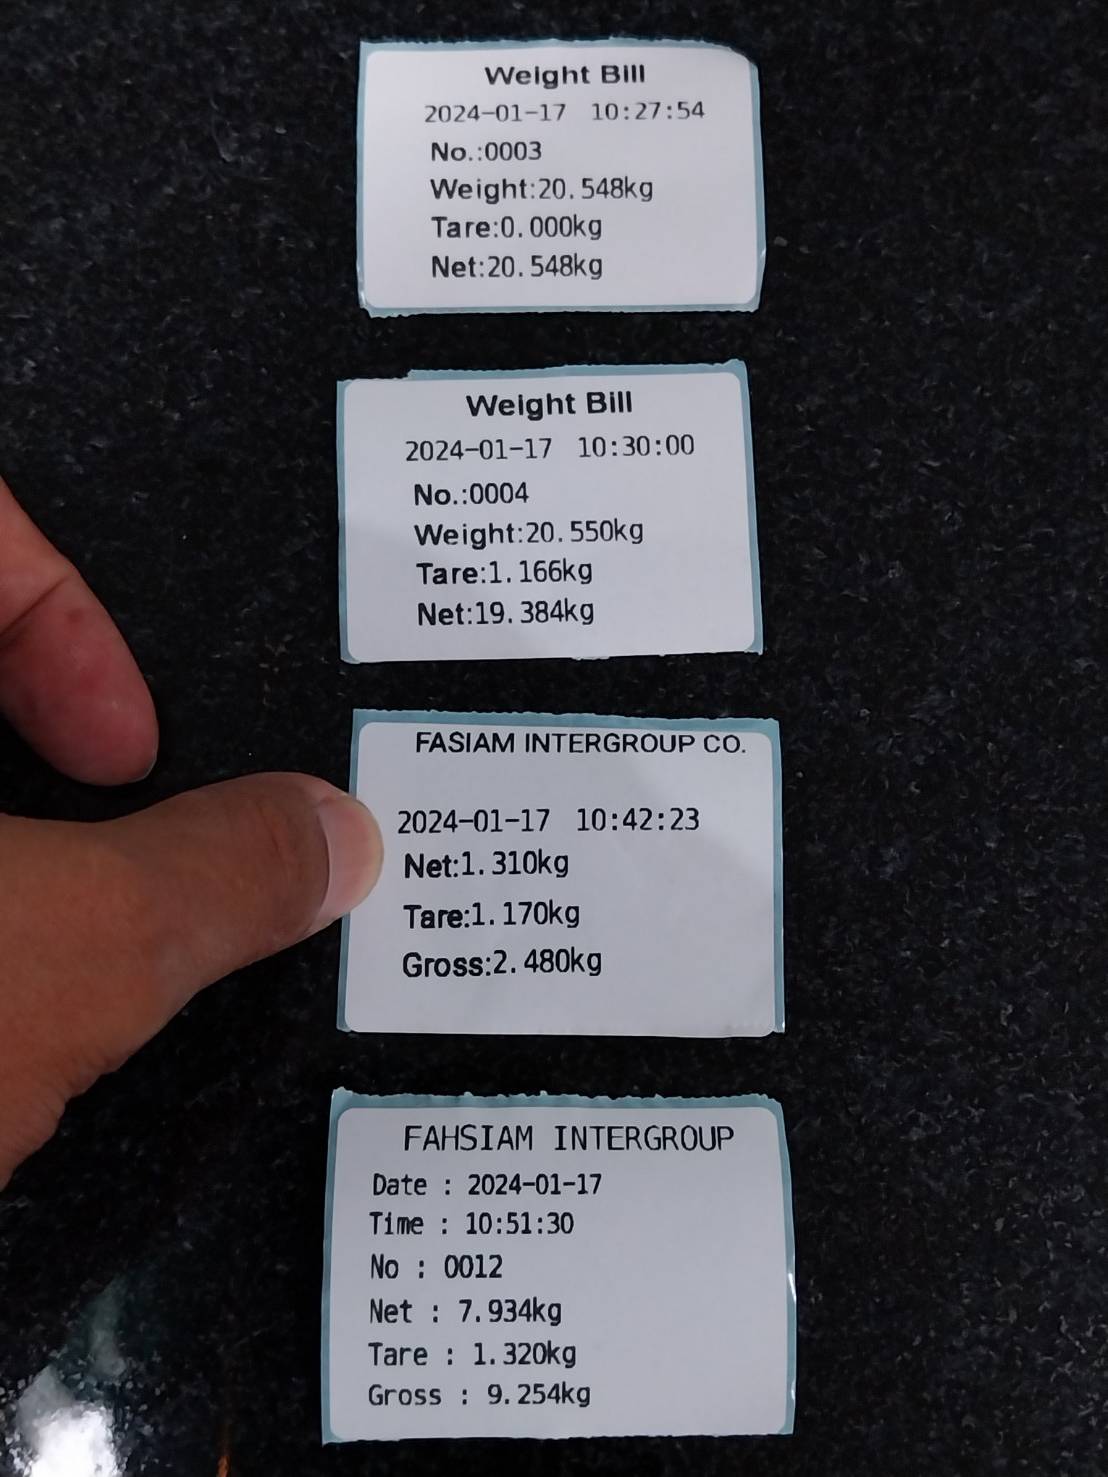 Weight Bill
2024-01-17 10:27:54
No.:0003
Weight:20.548kg
Tare:0.000kg
Net:20.548kg
Weight Bill
2024-01-17 10:30:00
No.:0004
Weight:20.550kg
Tare:1.166kg
Net:19.384kg
FASIAM INTERGROUP CO.
2024-01-17 10:42:23
Net:1.310kg
Tare:1.170kg
Gross:2.480kg
FAHSIAM INTERGROUP
Date : 2024-01-17
Time : 10:51:30
No : 0012
Net : 7.934kg
Tare : 1.320kg
Gross : 9.254kg